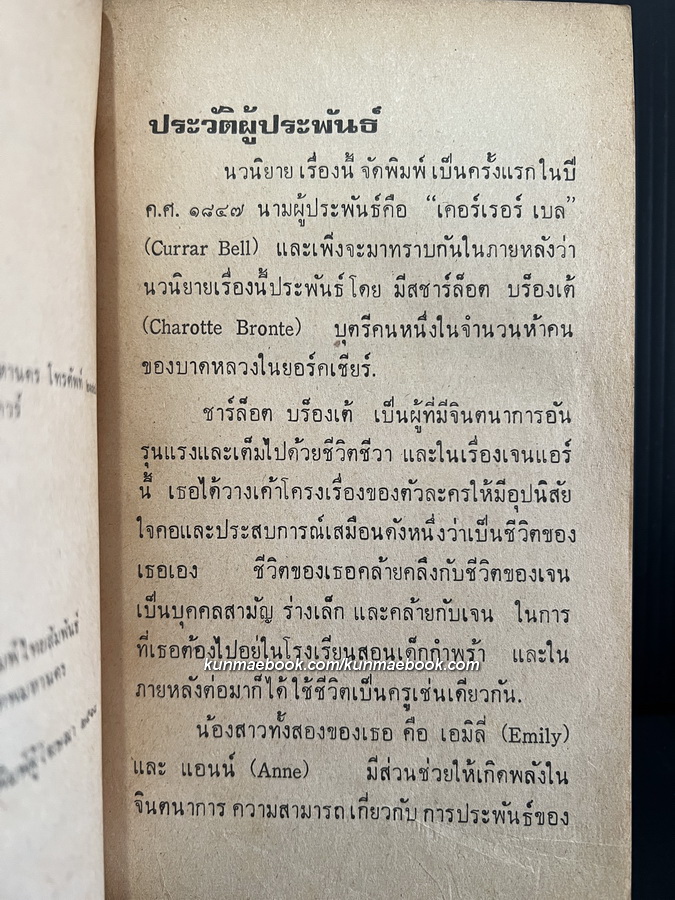 ประวัติผู้ประพันธ์
นวนิยาย เรื่องนี้ จัดพิมพ์ เป็นครั้งแรกในปี
ค.ศ. ๑๘๔๗ นามผู้ประพันธ์คือ “เคอร์เรอร์ เบล”
(Currar Bell) และเพิ่งจะมาทราบกันในภายหลังว่า
นวนิยายเรื่องนี้ประพันธ์โดย มิสชาร์ล็อต บร็องเต้
(Charotte Bronte) บุตรีคนหนึ่งในจำนวนห้าคน
ของบาดหลวงในยอร์คเชียร์.
ชาร์ล็อต บร็องเต้ เป็นผู้ที่มีจินตนาการอัน
รุนแรงและเต็มไปด้วยชีวิตชีวา และในเรื่องเจนแอร์
นี้ เธอได้วางเค้าโครงเรื่องของตัวละครให้มีอุปนิสัย
ใจคอและประสบการณ์เสมือนดังหนึ่งว่าเป็นชีวิตของ
เธอเอง ชีวิตของเธอคล้ายคลึงกับชีวิตของเจน
เป็นบุคคลสามัญ ร่างเล็ก และคล้ายกับเจน ในการ
ที่เธอต้องไปอยู่ในโรงเรียนสอนเด็กกำพร้า และใน
kunmaebook.com/kunmaebook.com
ภายหลังต่อมาก็ได้ใช้ชีวิตเป็นครูเช่นเดียวกัน.
น้องสาวทั้งสองของเธอ คือ เอมิลี่ (Emily)
และ แอนน์ (Anne) มีส่วนช่วยให้เกิดพลังใน
จินตนาการ ความสามารถเกี่ยวกับ การประพันธ์ของ